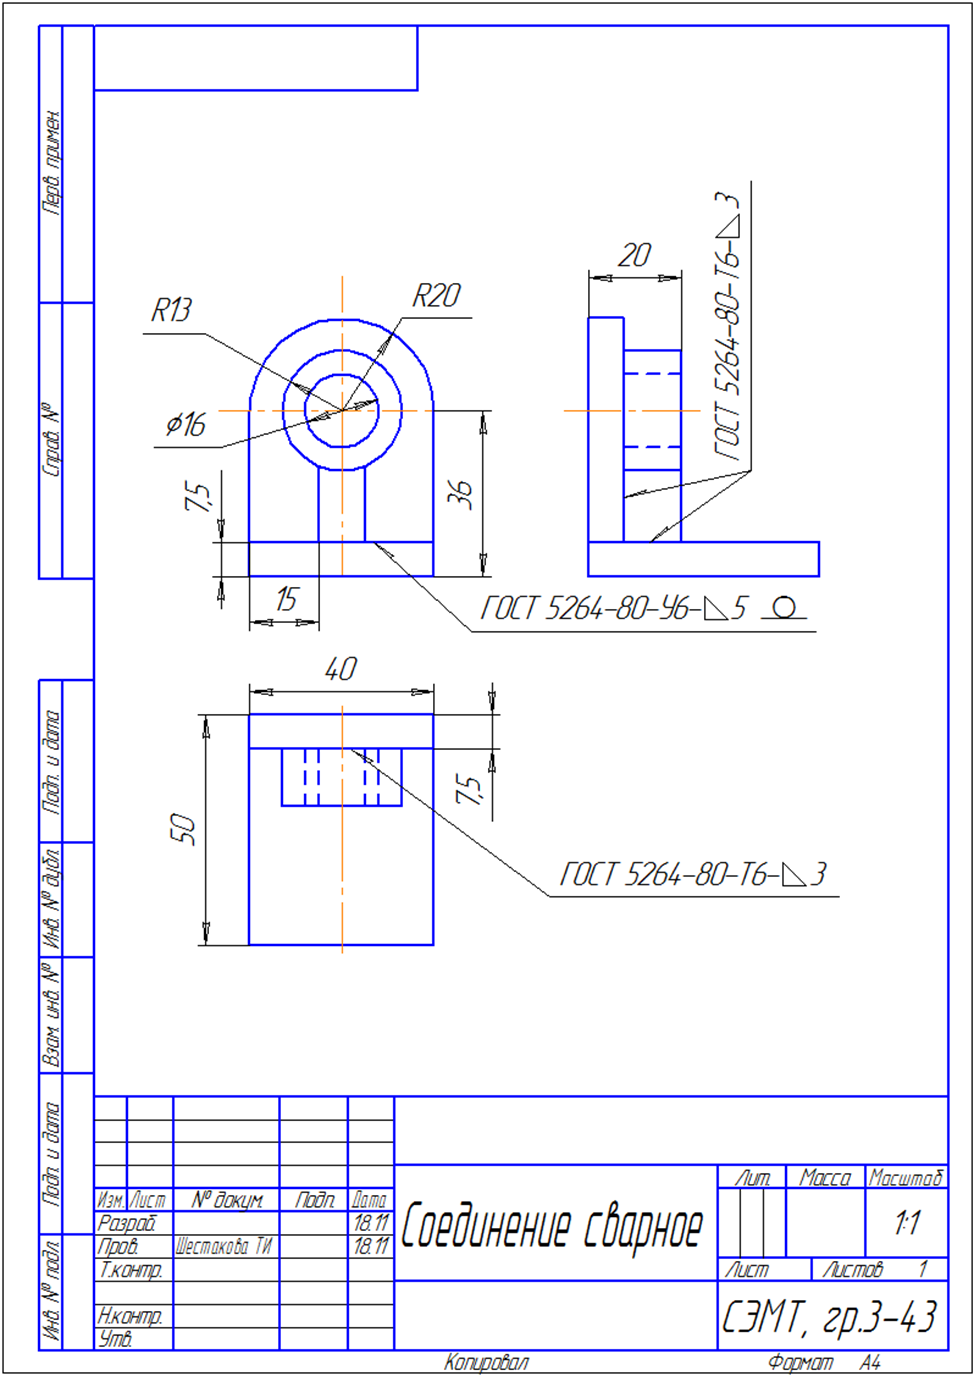 Перв. примен.
Справ. №
Подп. и дата
Инв. № дубл.
Взам. инв. №
Подп. и дата
Инв. № подл.
R13
R20
⌀16
7,5
15
36
20
ГОСТ 5264-80-Т6-◺3
ГОСТ 5264-80-У6-◺5
40
50
7,5
ГОСТ 5264-80-Т6-◺3
Изм. Лист № докум. Подп. Дата
Разраб. 18.11
Пров. Шестакова ТИ 18.11
Т.контр.
Н.контр.
Утв.
Соединение сварное
Лит. Масса Масштаб
1:1
Лист Листов 1
СЭМТ, гр.3-43
Копировал Формат А4